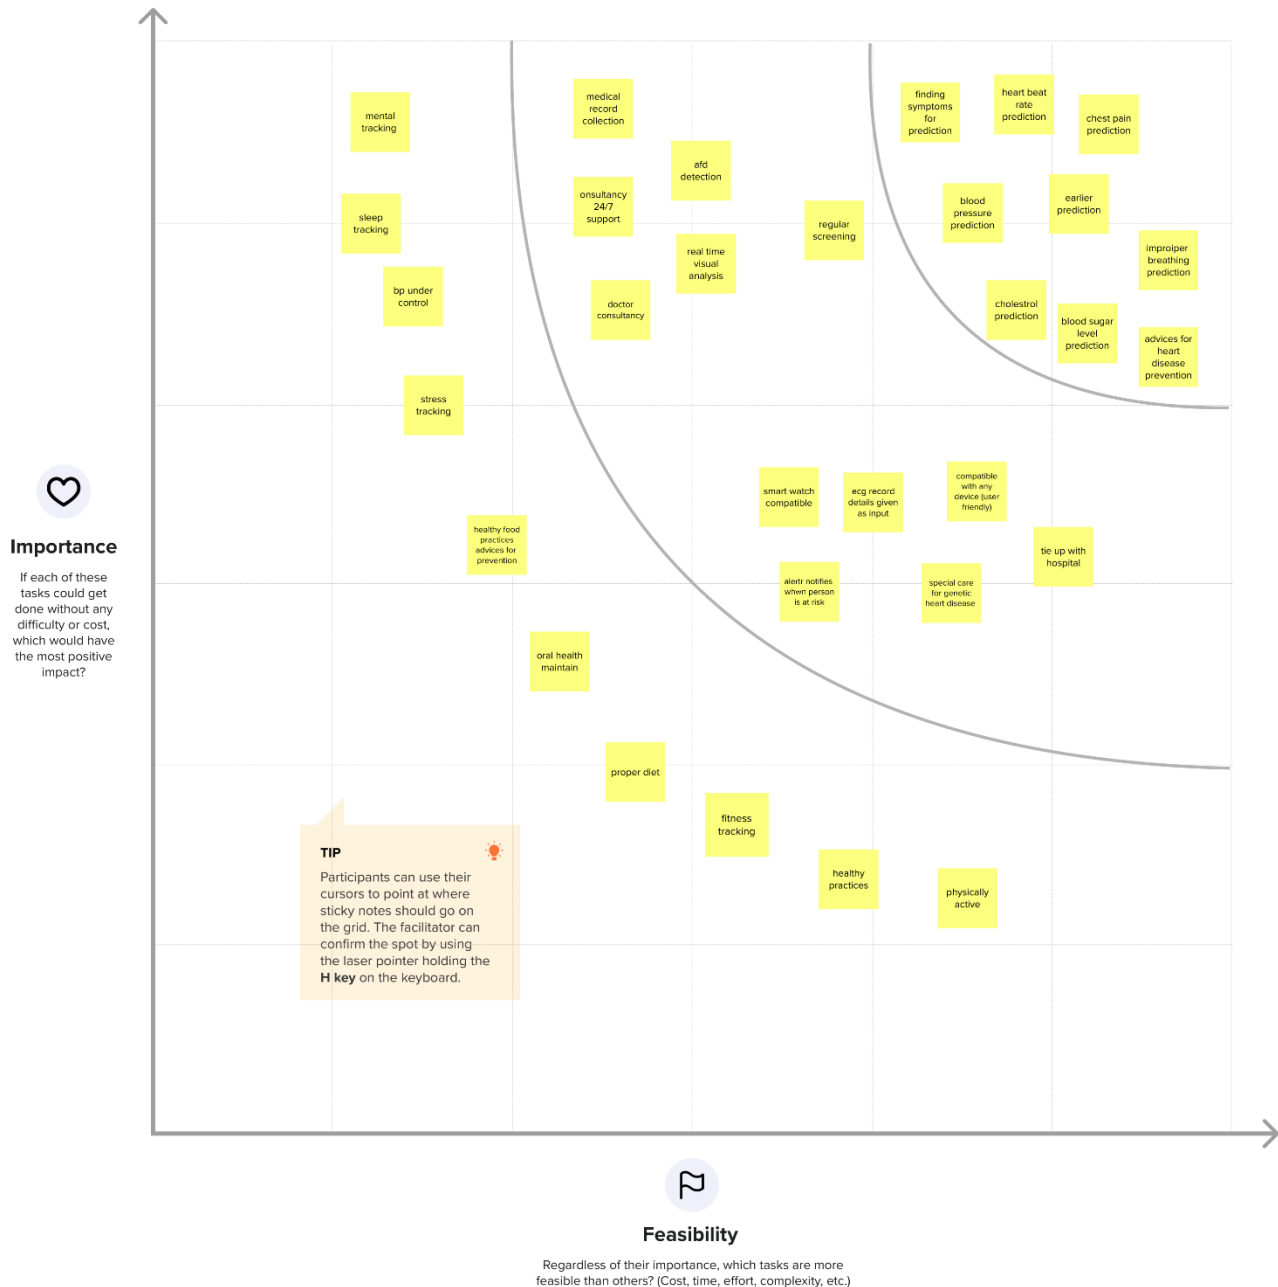 mental
tracking
medical
record
collection
finding
symptoms
for
prediction
heart beat
rate
prediction
chest pain
prediction
afd
detection
sleep
tracking
onsultancy
24/7
support
regular
screening
blood
pressure
prediction
earlier
prediction
real time
visual
analysis
improiper
breathing
prediction
bp under
control
doctor
consultancy
cholestrol
prediction
blood sugar
level
prediction
advices for
heart
disease
prevention
stress
tracking
smart watch
compatible
ecg record
details given
as input
compatible
with any
device (user
friendly)
healthy food
practices
advices for
prevention
tie up with
hospital
alertr notifies
whwn person
is at risk
special care
for genetic
heart disease
Importance
If each of these
tasks could get
done without any
difficulty or cost,
which would have
the most positive
impact?
oral health
maintain
proper diet
fitness
tracking
healthy
practices
physically
active
TIP
Participants can use their
cursors to point at where
sticky notes should go on
the grid. The facilitator can
confirm the spot by using
the laser pointer holding the
H key on the keyboard.
Feasibility
Regardless of their importance, which tasks are more
feasible than others? (Cost, time, effort, complexity, etc.)